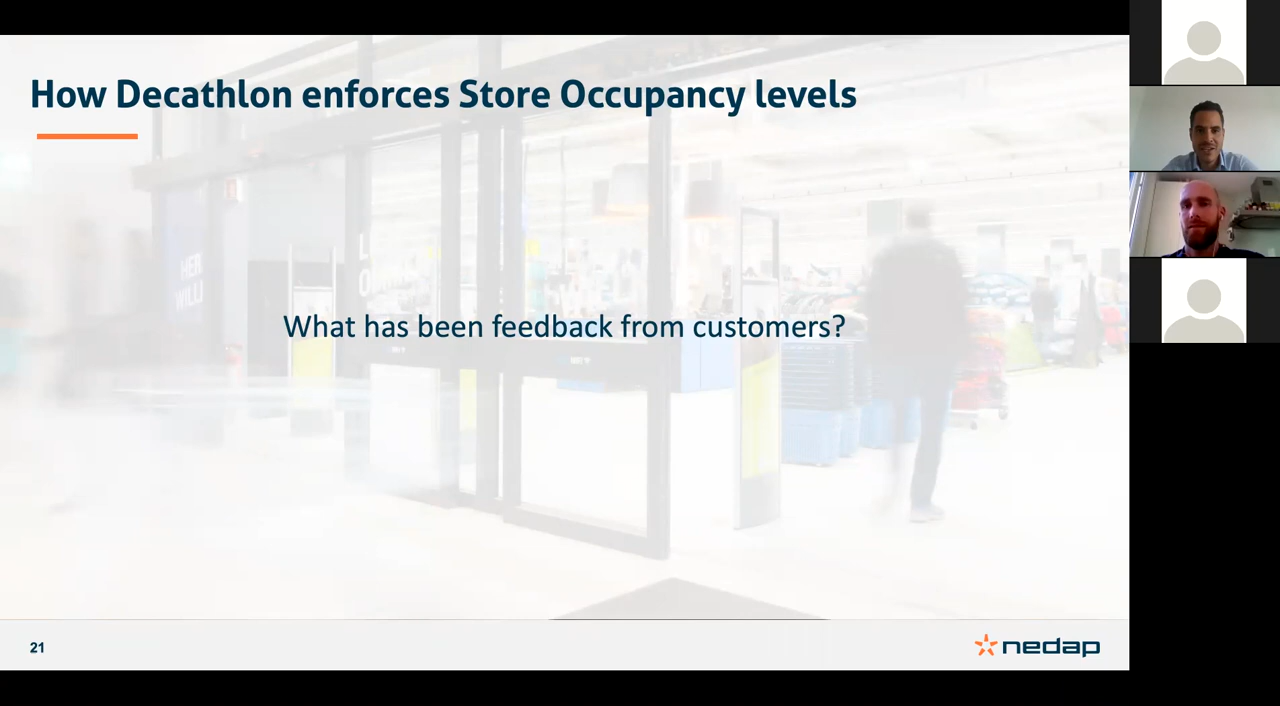 How Decathlon enforces Store Occupancy levels
What has been feedback from customers?
21
nedap